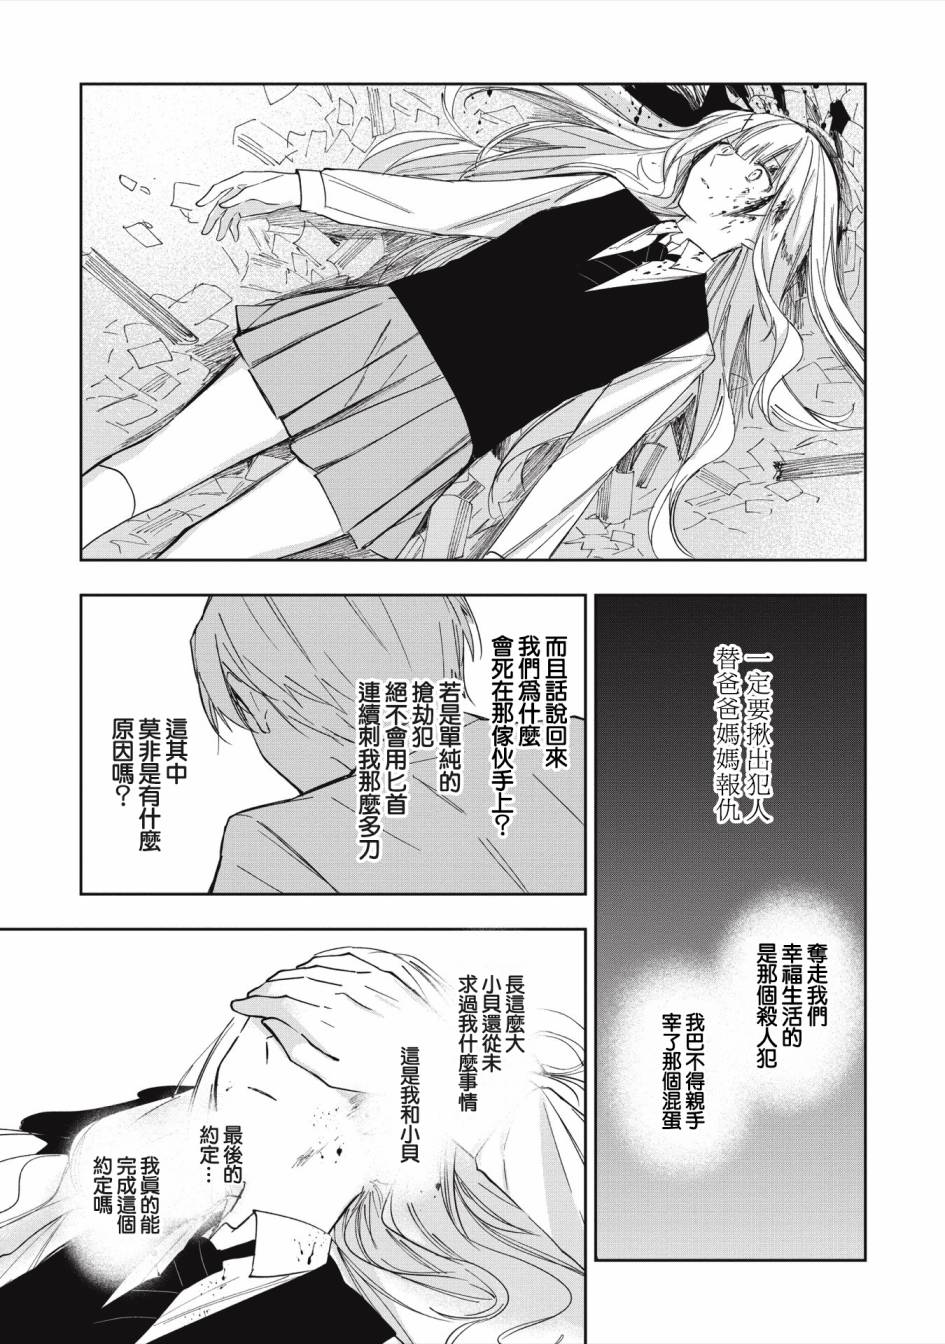 一定要揪出犯人
替爸爸媽媽報仇
奪走我們
幸福生活的
是那個殺人犯
我巴不得親手
宰了那個混蛋
而且話說回來
我們為什麼
會死在那傢伙手上？
若是單純的
搶劫犯
絕不會用匕首
連續刺我那麼多刀
這其中
莫非是有什麼
原因嗎？
長這麼大
小貝還從未
求過我什麼事情
這是我和小貝
最後的
約定…
我真的能
完成這個
約定嗎